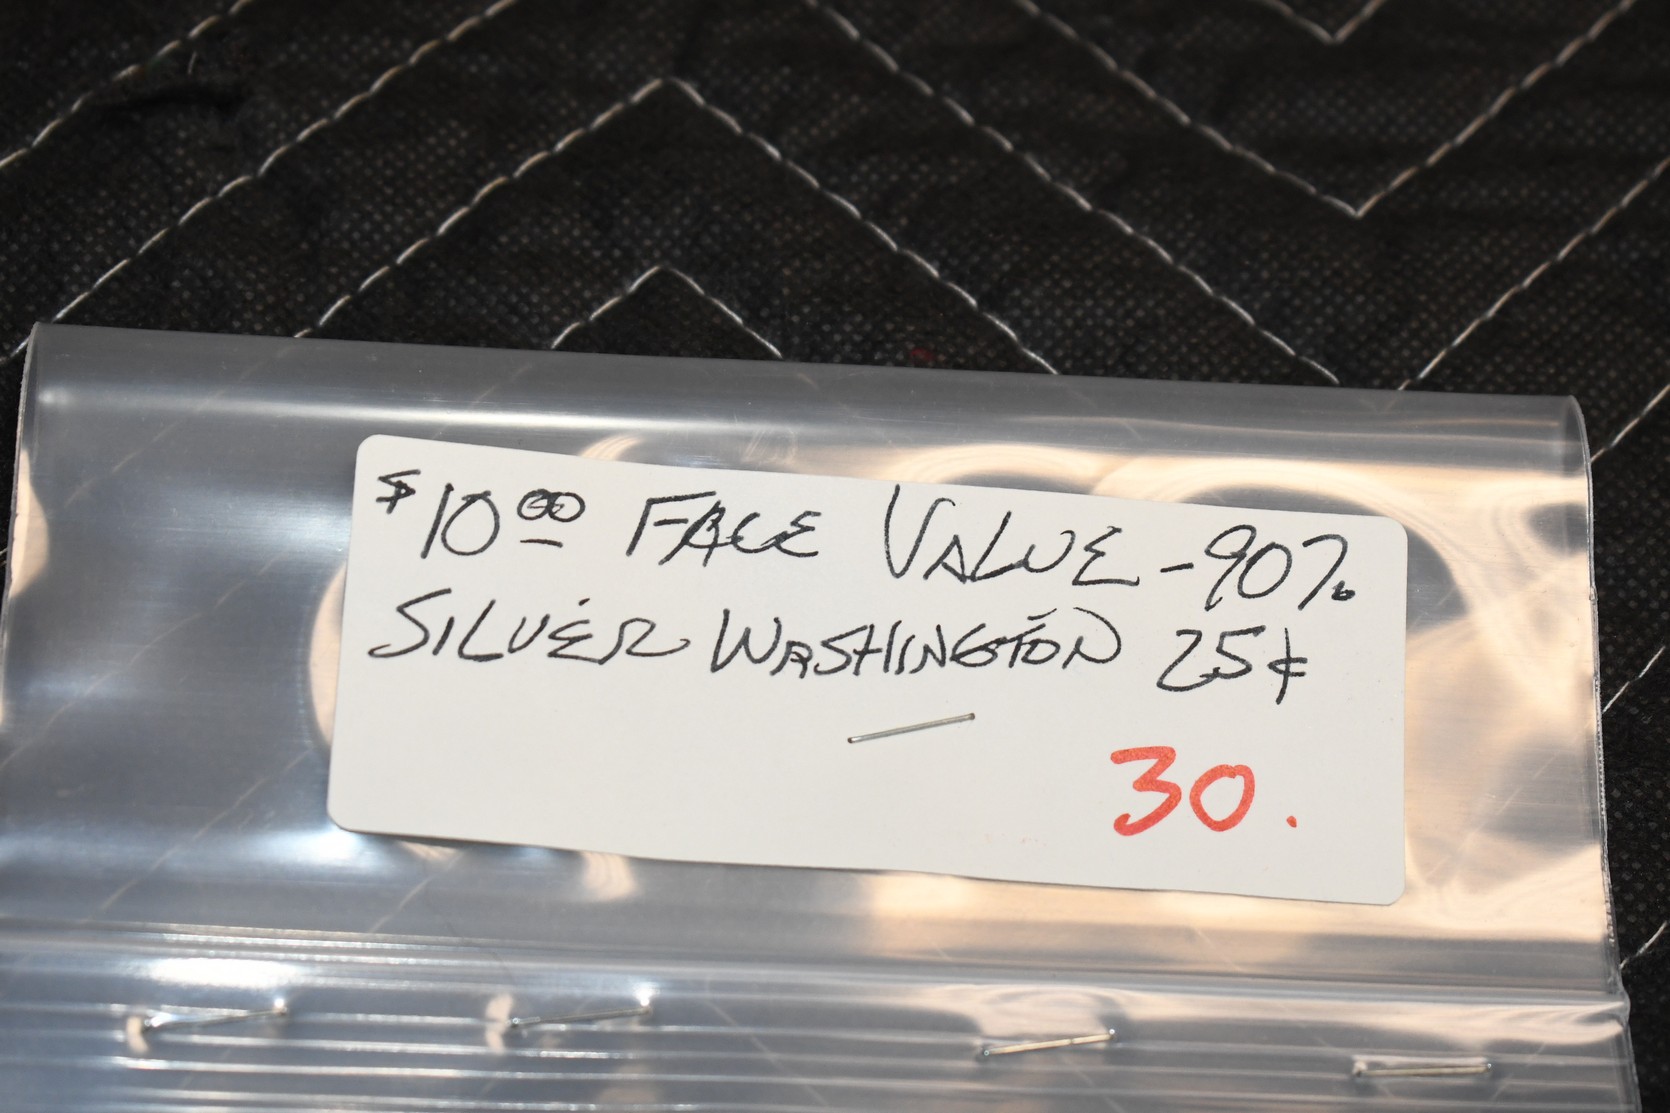 $10.00 FACE VALUE - 90%
SILVER WASHINGTON 25¢
30.